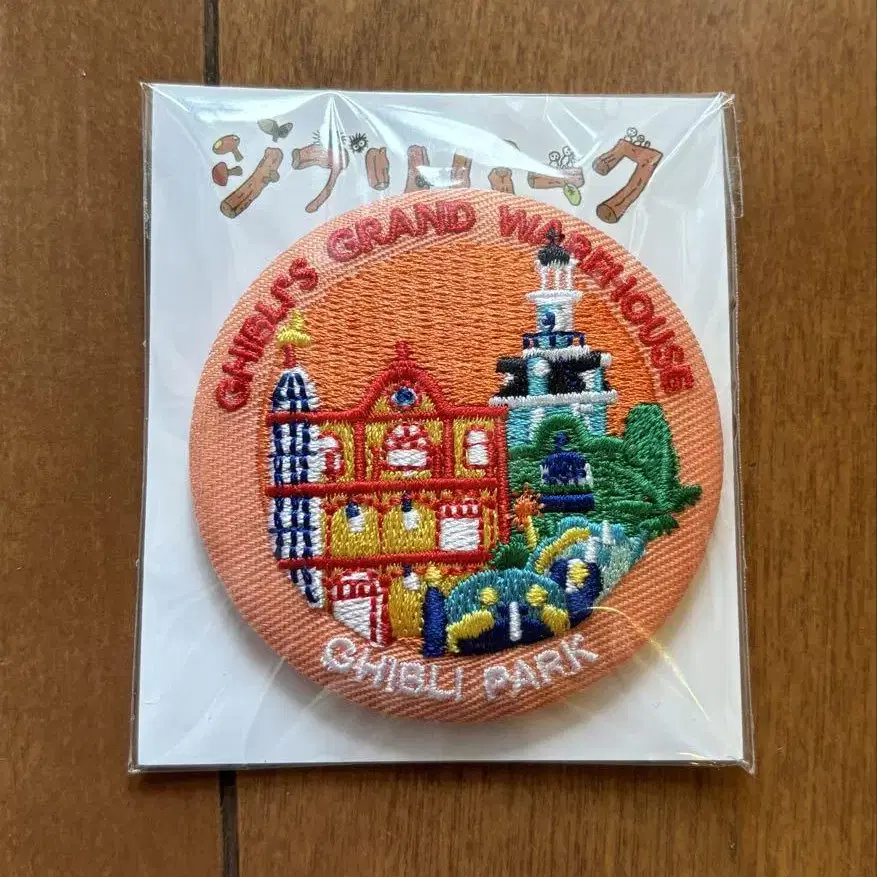 ジブリパーク
GHIBLI'S GRAND WAREHOUSE
GHIBLI PARK